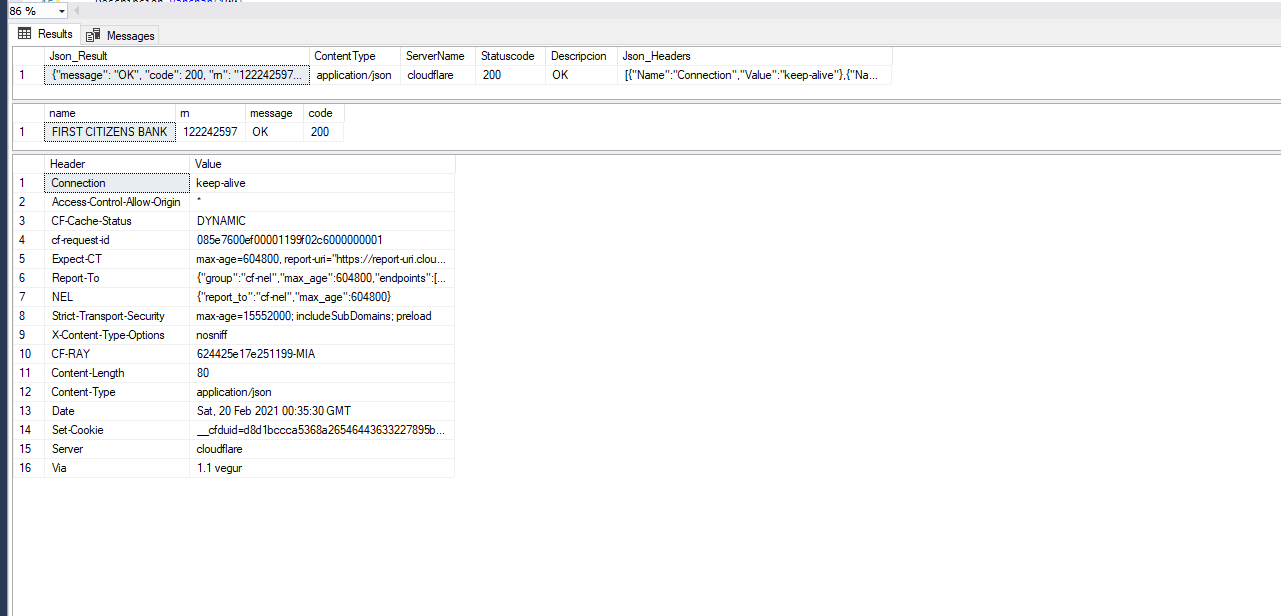 86 %
Results Messages
Json_Result ContentType ServerName Statuscode Descripcion Json_Headers
1 {"message": "OK", "code": 200, "rn": "122242597... application/json cloudflare 200 OK [{"Name":"Connection","Value":"keep-alive"},{"Na...
name rn message code
1 FIRST CITIZENS BANK 122242597 OK 200
Header Value
1 Connection keep-alive
2 Access-Control-Allow-Origin *
3 CF-Cache-Status DYNAMIC
4 cf-request-id 085e7600ef00001199f02c6000000001
5 Expect-CT max-age=604800, report-uri="https://report-uri.clou...
6 Report-To {"group":"cf-nel","max_age":604800,"endpoints":[...
7 NEL {"report_to":"cf-nel","max_age":604800}
8 Strict-Transport-Security max-age=15552000; includeSubDomains; preload
9 X-Content-Type-Options nosniff
10 CF-RAY 624425e17e251199-MIA
11 Content-Length 80
12 Content-Type application/json
13 Date Sat, 20 Feb 2021 00:35:30 GMT
14 Set-Cookie __cfduid=d8d1bccca5368a26546443633227895b...
15 Server cloudflare
16 Via 1.1 vegur